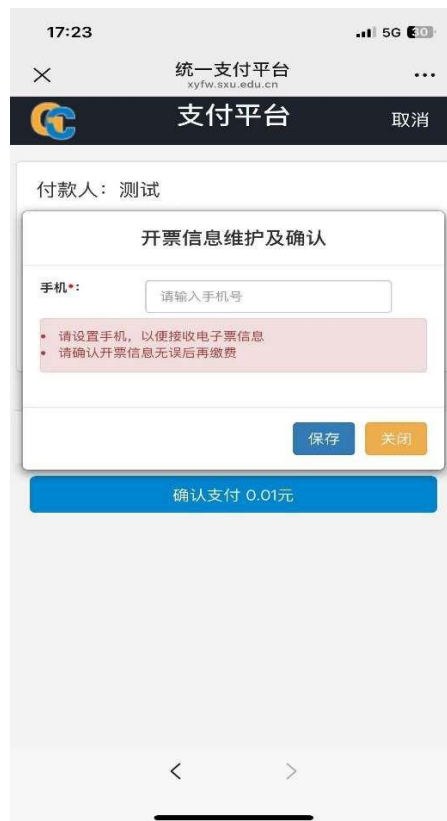 17:23
5G 30
统一支付平台
xyfw.sxu.edu.cn
支付平台
取消
付款人：测试
开票信息维护及确认
手机*：
请输入手机号
请设置手机，以便接收电子票信息
请确认开票信息无误后再缴费
保存
关闭
确认支付 0.01元